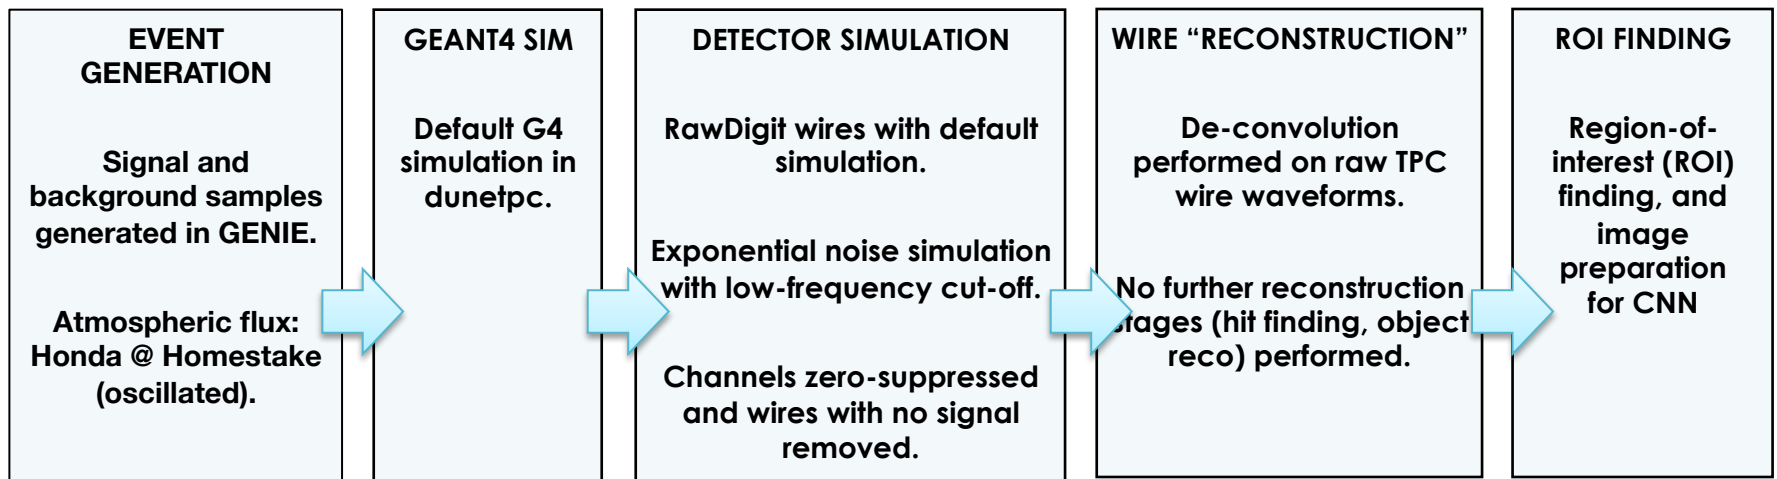 EVENT
GENERATION
Signal and
background samples
generated in GENIE.
Atmospheric flux:
Honda @ Homestake
(oscillated).
GEANT4 SIM
Default G4
simulation in
dunetpc.
DETECTOR SIMULATION
RawDigit wires with default
simulation.
Exponential noise simulation
with low-frequency cut-off.
Channels zero-suppressed
and wires with no signal
removed.
WIRE “RECONSTRUCTION”
De-convolution
performed on raw TPC
wire waveforms.
No further reconstruction
stages (hit finding, object
reco) performed.
ROI FINDING
Region-of-
interest (ROI)
finding, and
image
preparation
for CNN